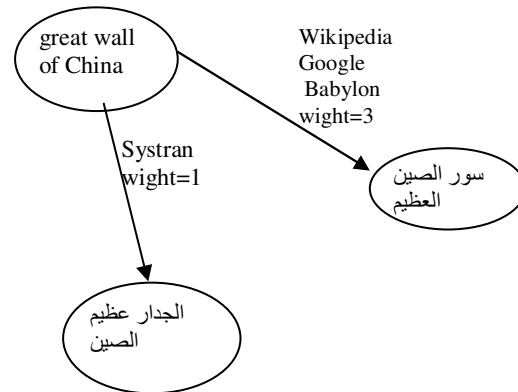 great wall
of China
Wikipedia
Google
Babylon
wight=3
Systran
wight=1
سور الصين
العظيم
الجدار عظيم
الصين